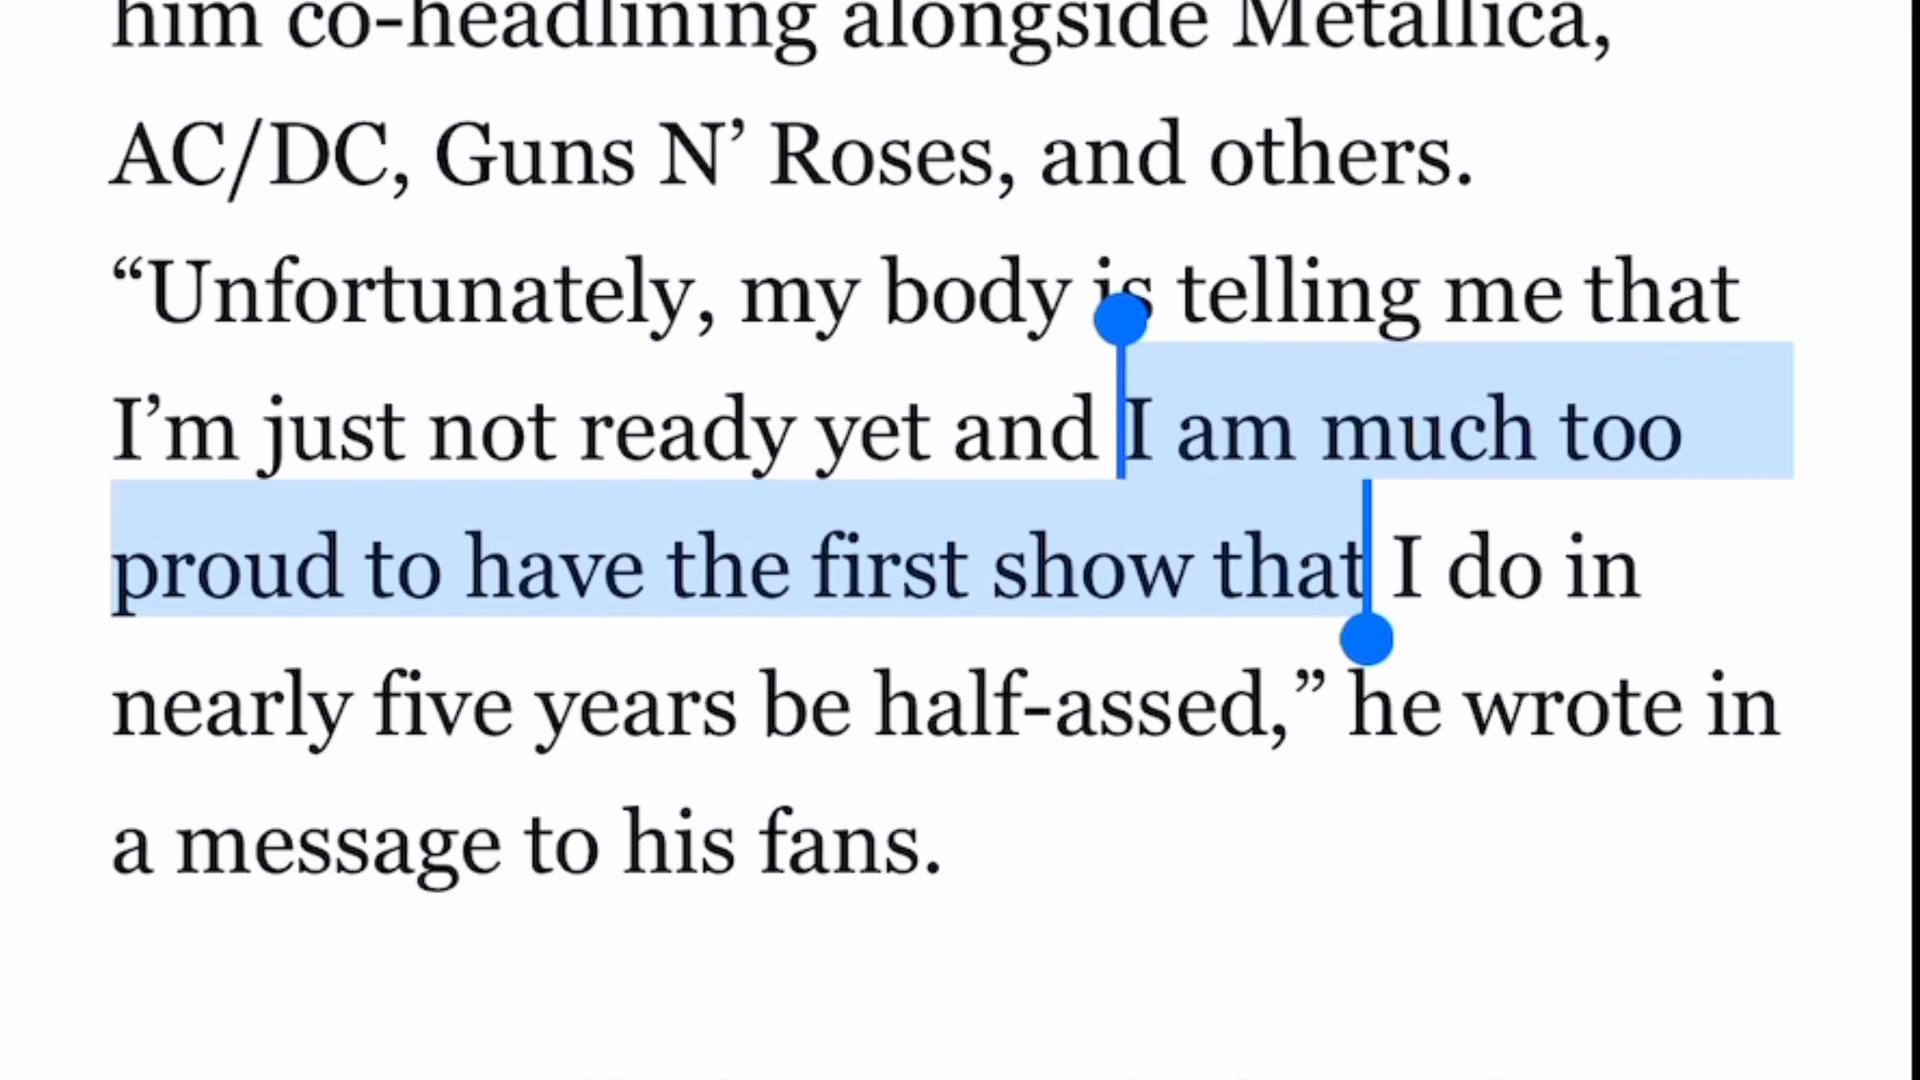 him co-headlining alongside Metallica,
AC/DC, Guns N’ Roses, and others.
“Unfortunately, my body is telling me that
I’m just not ready yet and I am much too
proud to have the first show that I do in
nearly five years be half-assed,” he wrote in
a message to his fans.